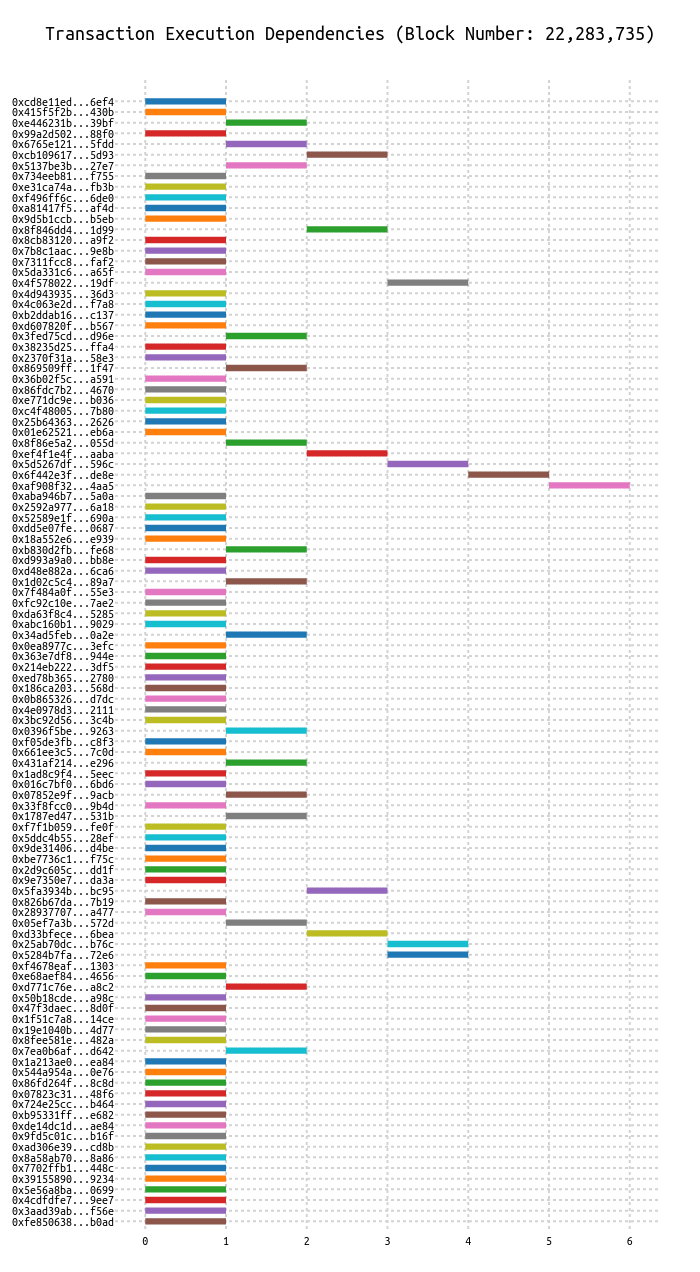 Transaction Execution Dependencies (Block Number: 22,283,735)
0xcd8e11ed...6ef4
0x415f5f2b...430b
0xe446231b...39bf
0x99a2d502...88f0
0x6765e121...5fdd
0xcb109617...5d93
0x5137be3b...27e7
0x734eeb81...f755
0xe31ca74a...fb3b
0xf496ff6c...6de0
0xa81417f5...af4d
0x9d5b1ccb...b5eb
0x8f846dd4...1d99
0x8cb83120...a9f2
0x7b8c1aac...9e8b
0x7311fcc8...faf2
0x5da331c6...a65f
0x4f578022...19df
0x4d943935...36d3
0x4c063e2d...f7a8
0xb2ddab16...c137
0xd607820f...b567
0x3fed75cd...d96e
0x38235d25...ffa4
0x2370f31a...58e3
0x869509ff...1f47
0x36b02f5c...a591
0x86fdc7b2...4670
0xe771dc9e...b036
0xc4f48005...7b80
0x25b64363...2626
0x01e62521...eb6a
0x8f86e5a2...055d
0xef4f1e4f...aaba
0x5d5267df...596c
0x6f442e3f...de8e
0xaf908f32...4aa5
0xaba946b7...5a0a
0x2592a977...6a18
0x52589e1f...690a
0xdd5e07fe...0687
0x18a552e6...e939
0xb830d2fb...fe68
0xd993a9a0...bb8e
0xd48e882a...6ca6
0x1d02c5c4...89a7
0x7f484a0f...55e3
0xfc92c10e...7ae2
0xda63f8c4...5285
0xabc160b1...9029
0x34ad5feb...0a2e
0x0ea8977c...3efc
0x363e7df8...944e
0x214eb222...3df5
0xed78b365...2780
0x186ca203...568d
0x0b865326...d7dc
0x4e0978d3...2111
0x3bc92d56...3c4b
0x0396f5be...9263
0xf05de3fb...c8f3
0x661ee3c5...7c0d
0x431af214...e296
0x1ad8c9f4...5eec
0x016c7bf0...6bd6
0x07852e9f...9acb
0x33f8fcc0...9b4d
0x1787ed47...531b
0xf7f1b059...fe0f
0x5ddc4b55...28ef
0x9de31406...d4be
0xbe7736c1...f75c
0x2d9c605c...dd1f
0x9e7350e7...da3a
0x5fa3934b...bc95
0x826b67da...7b19
0x28937707...a477
0x05ef7a3b...572d
0xd33bfece...6bea
0x25ab70dc...b76c
0x5284b7fa...72e6
0xf4678eaf...1303
0xe68aef84...4656
0xd771c76e...a8c2
0x50b18cde...a98c
0x47f3daec...8d0f
0x1f51c7a8...14ce
0x19e1040b...4d77
0x8fee581e...482a
0x7ea0b6af...d642
0x1a213ae0...ea84
0x544a954a...0e76
0x86fd264f...8c8d
0x07823c31...48f6
0x724e25cc...b464
0xb95331ff...e682
0xde14dc1d...ae84
0x9fd5c01c...b16f
0xad306e39...cd8b
0x8a58ab70...8a86
0x7702ffb1...448c
0x39155890...9234
0x5e56a8ba...0699
0x4cdfdfe7...9ee7
0x3aad39ab...f56e
0xfe850638...b0ad
0 1 2 3 4 5 6